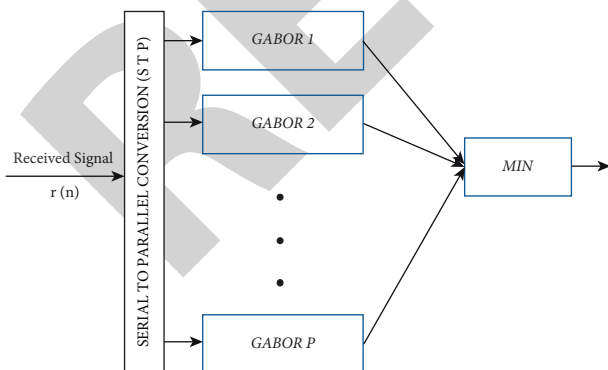 Received Signal
r (n)
SERIAL TO PARALLEL CONVERSION (S T P)
GABOR 1
GABOR 2
GABOR P
MIN